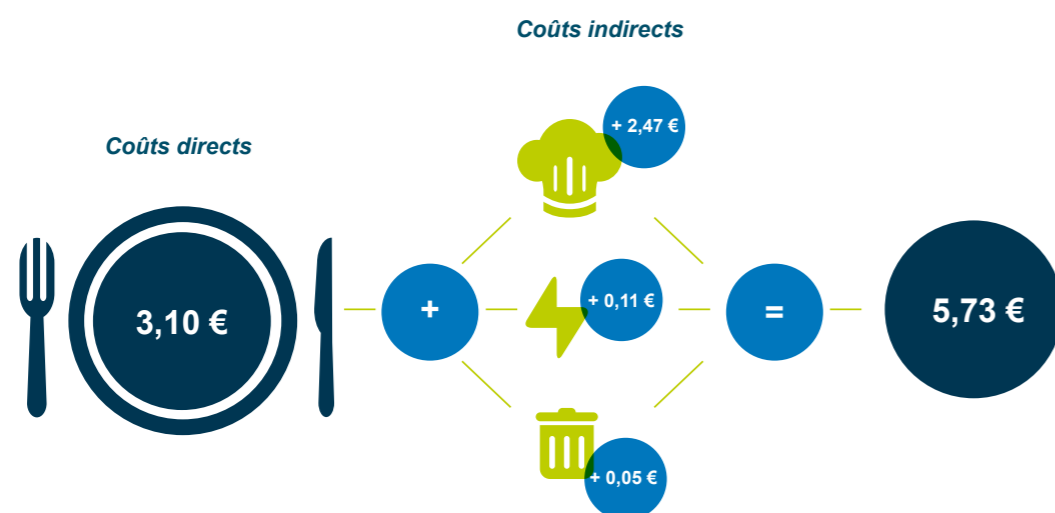 Coûts indirects
Coûts directs
+ 2,47 €
3,10 €
+
+ 0,11 €
=
5,73 €
+ 0,05 €